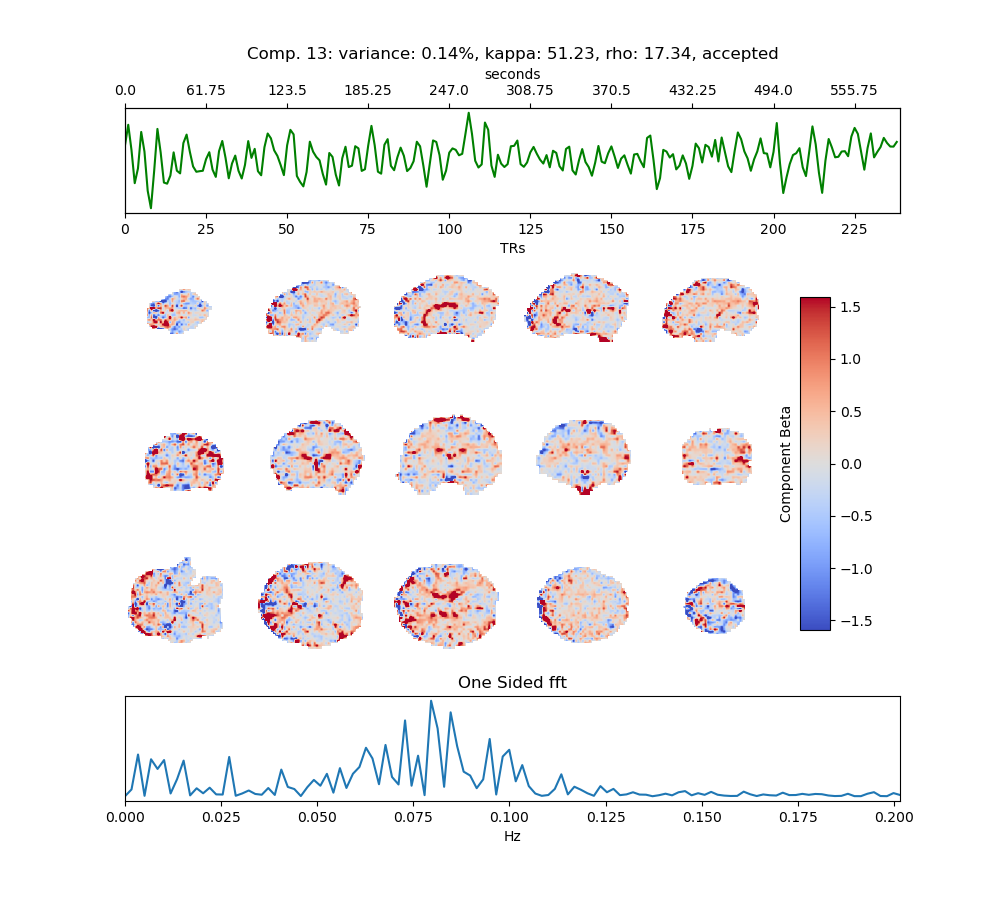 Comp. 13: variance: 0.14%, kappa: 51.23, rho: 17.34, accepted
seconds
0.0 61.75 123.5 185.25 247.0 308.75 370.5 432.25 494.0 555.75
0 25 50 75 100 125 150 175 200 225
TRs
1.5
1.0
0.5
0.0
−0.5
−1.0
−1.5
Component Beta
One Sided fft
0.000 0.025 0.050 0.075 0.100 0.125 0.150 0.175 0.200
Hz